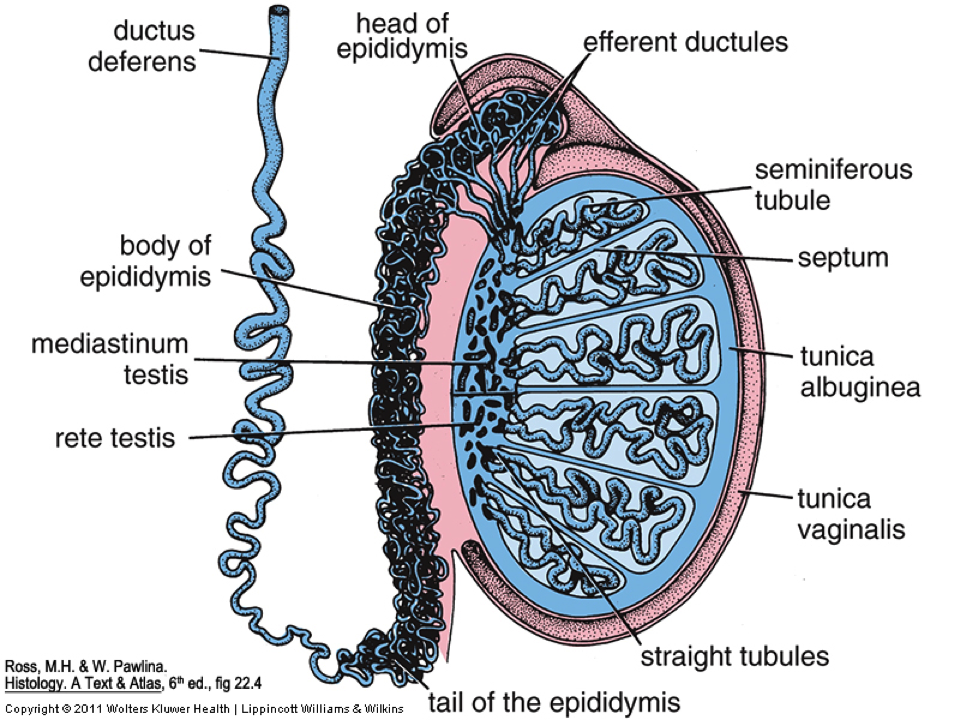 ductus
deferens
head of
epididymis
efferent ductules
seminiferous
tubule
body of
epididymis
septum
mediastinum
testis
tunica
albuginea
rete testis
tunica
vaginalis
straight tubules
tail of the epididymis
Ross, M.H. & W. Pawlina.
Histology. A Text & Atlas, 6th ed., fig 22.4
Copyright © 2011 Wolters Kluwer Health | Lippincott Williams & Wilkins